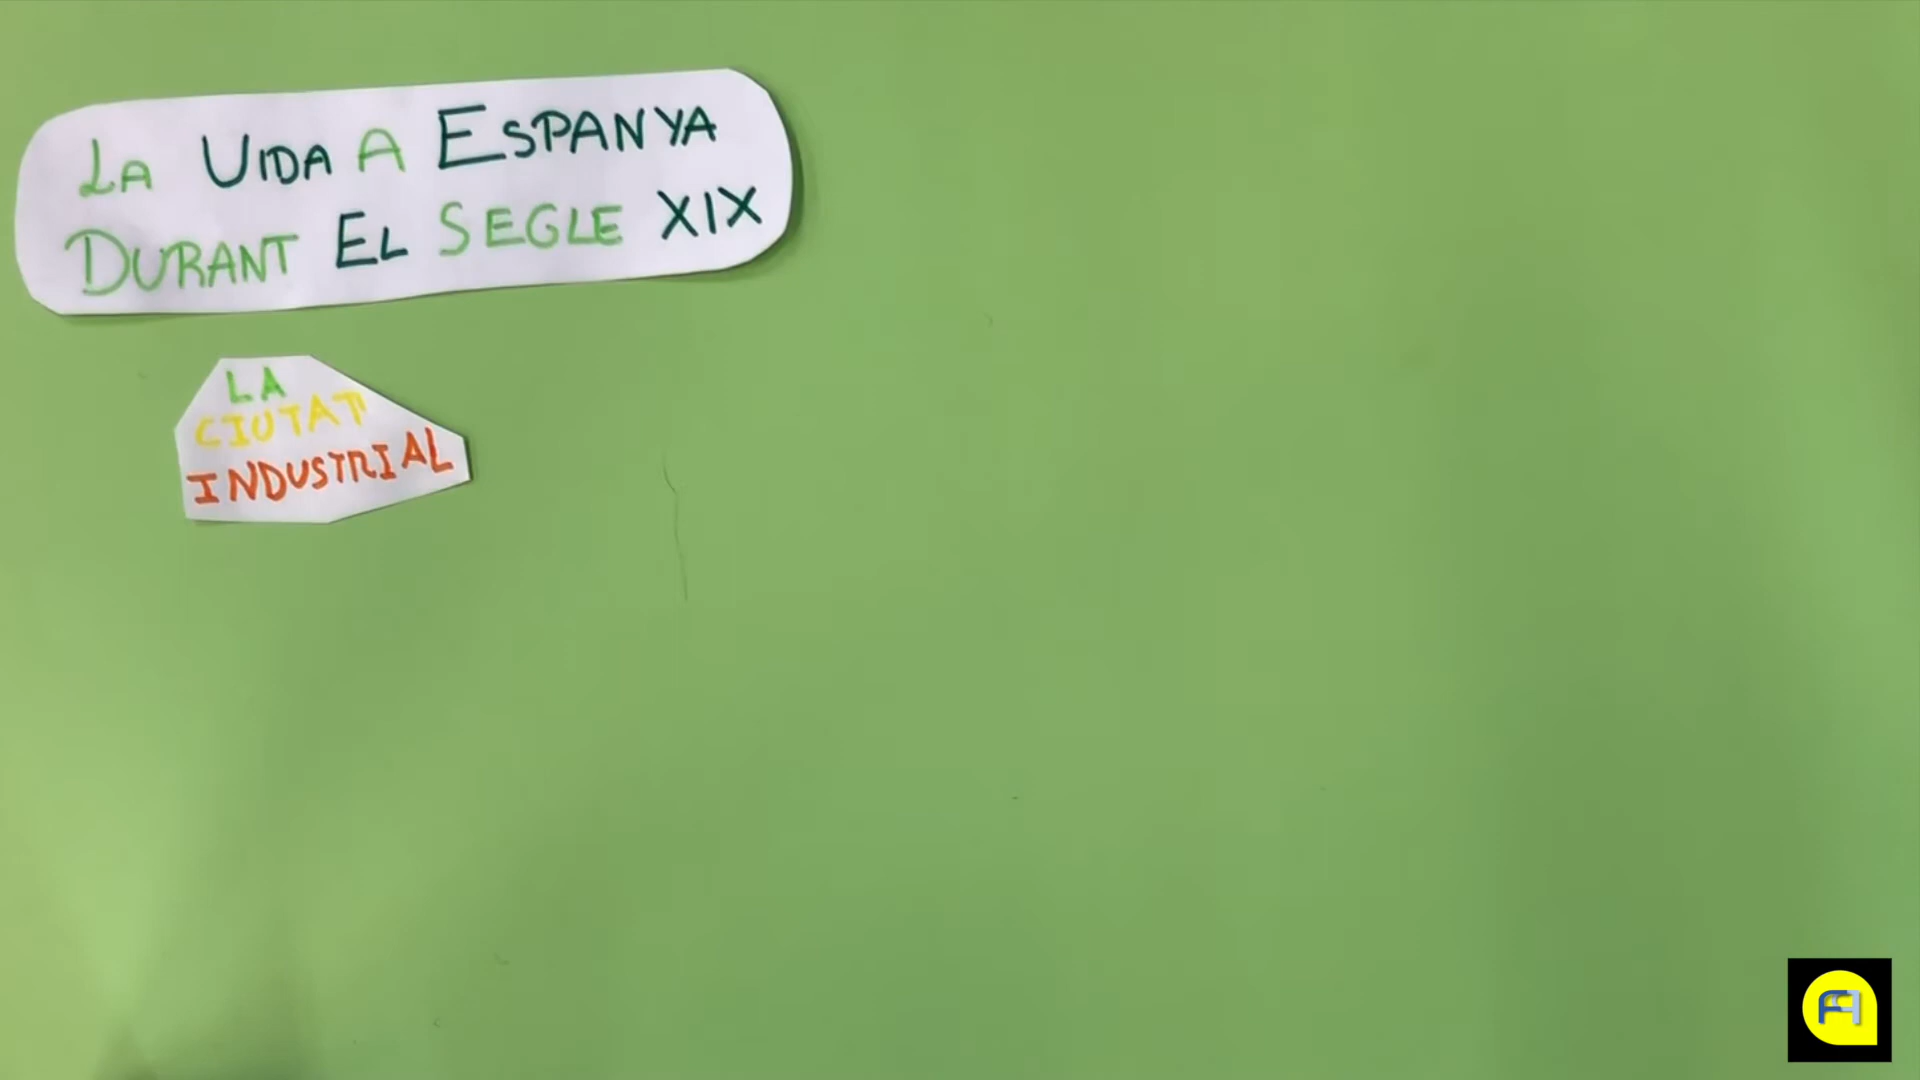 LA VIDA A ESPANYA
DURANT EL SEGLE XIX
LA
CIUTAT
INDUSTRIAL